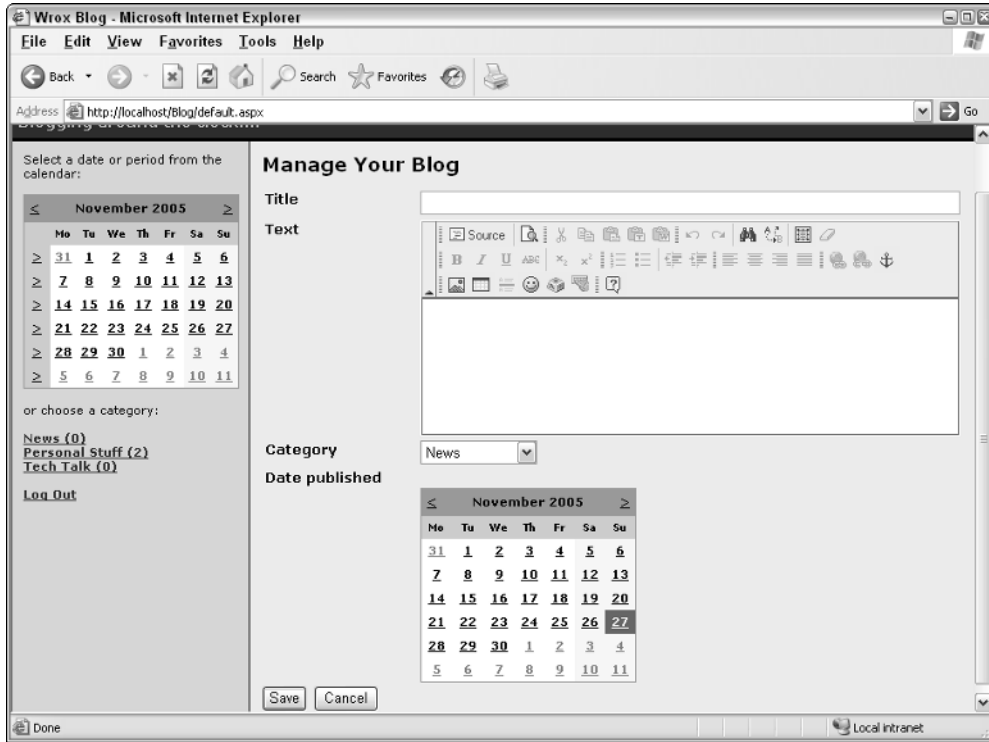 Wrox Blog - Microsoft Internet Explorer
File Edit View Favorites Tools Help
Back Search Favorites
Address http://localhost/Blog/default.aspx Go
Blogging around the clock....
Select a date or period from the
calendar:
< November 2005 >
Mo Tu We Th Fr Sa Su
> 31 1 2 3 4 5 6
> 7 8 9 10 11 12 13
> 14 15 16 17 18 19 20
> 21 22 23 24 25 26 27
> 28 29 30 1 2 3 4
> 5 6 7 8 9 10 11
or choose a category:
News (0)
Personal Stuff (2)
Tech Talk (0)
Log Out
Manage Your Blog
Title
Text
Source
B I U ABC x₂ x²
Category
News
Date published
< November 2005 >
Mo Tu We Th Fr Sa Su
31 1 2 3 4 5 6
7 8 9 10 11 12 13
14 15 16 17 18 19 20
21 22 23 24 25 26 27
28 29 30 1 2 3 4
5 6 7 8 9 10 11
Save Cancel
Done
Local intranet